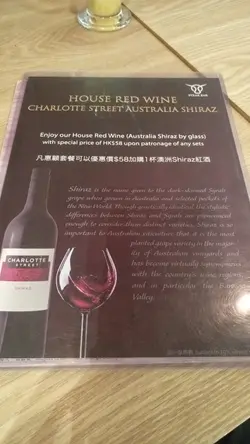 HOUSE RED WINE
CHARLOTTE STREET AUSTRALIA SHIRAZ
Enjoy our House Red Wine (Australia Shiraz by glass)
with special price of HK$58 upon patronage of any sets
凡惠顧套餐可以優惠價$58加購1杯澳洲Shiraz紅酒
Shiraz is the name given to the dark-skinned Syrah
grape when grown in Australia and
of the New World. Though genetically identical, the stylistic
differences between Shiraz and Syrah are pronounced
enough to consider them distinct varieties. Shiraz is so
important to Australian viticulture that it is the most
planted grape variety in the major-
ity of Australian vineyards and
has become virtually synonymous
with the country's wine regions
and in particular the
Valley.
CHARLOTTE
STREET
SHIRAZ